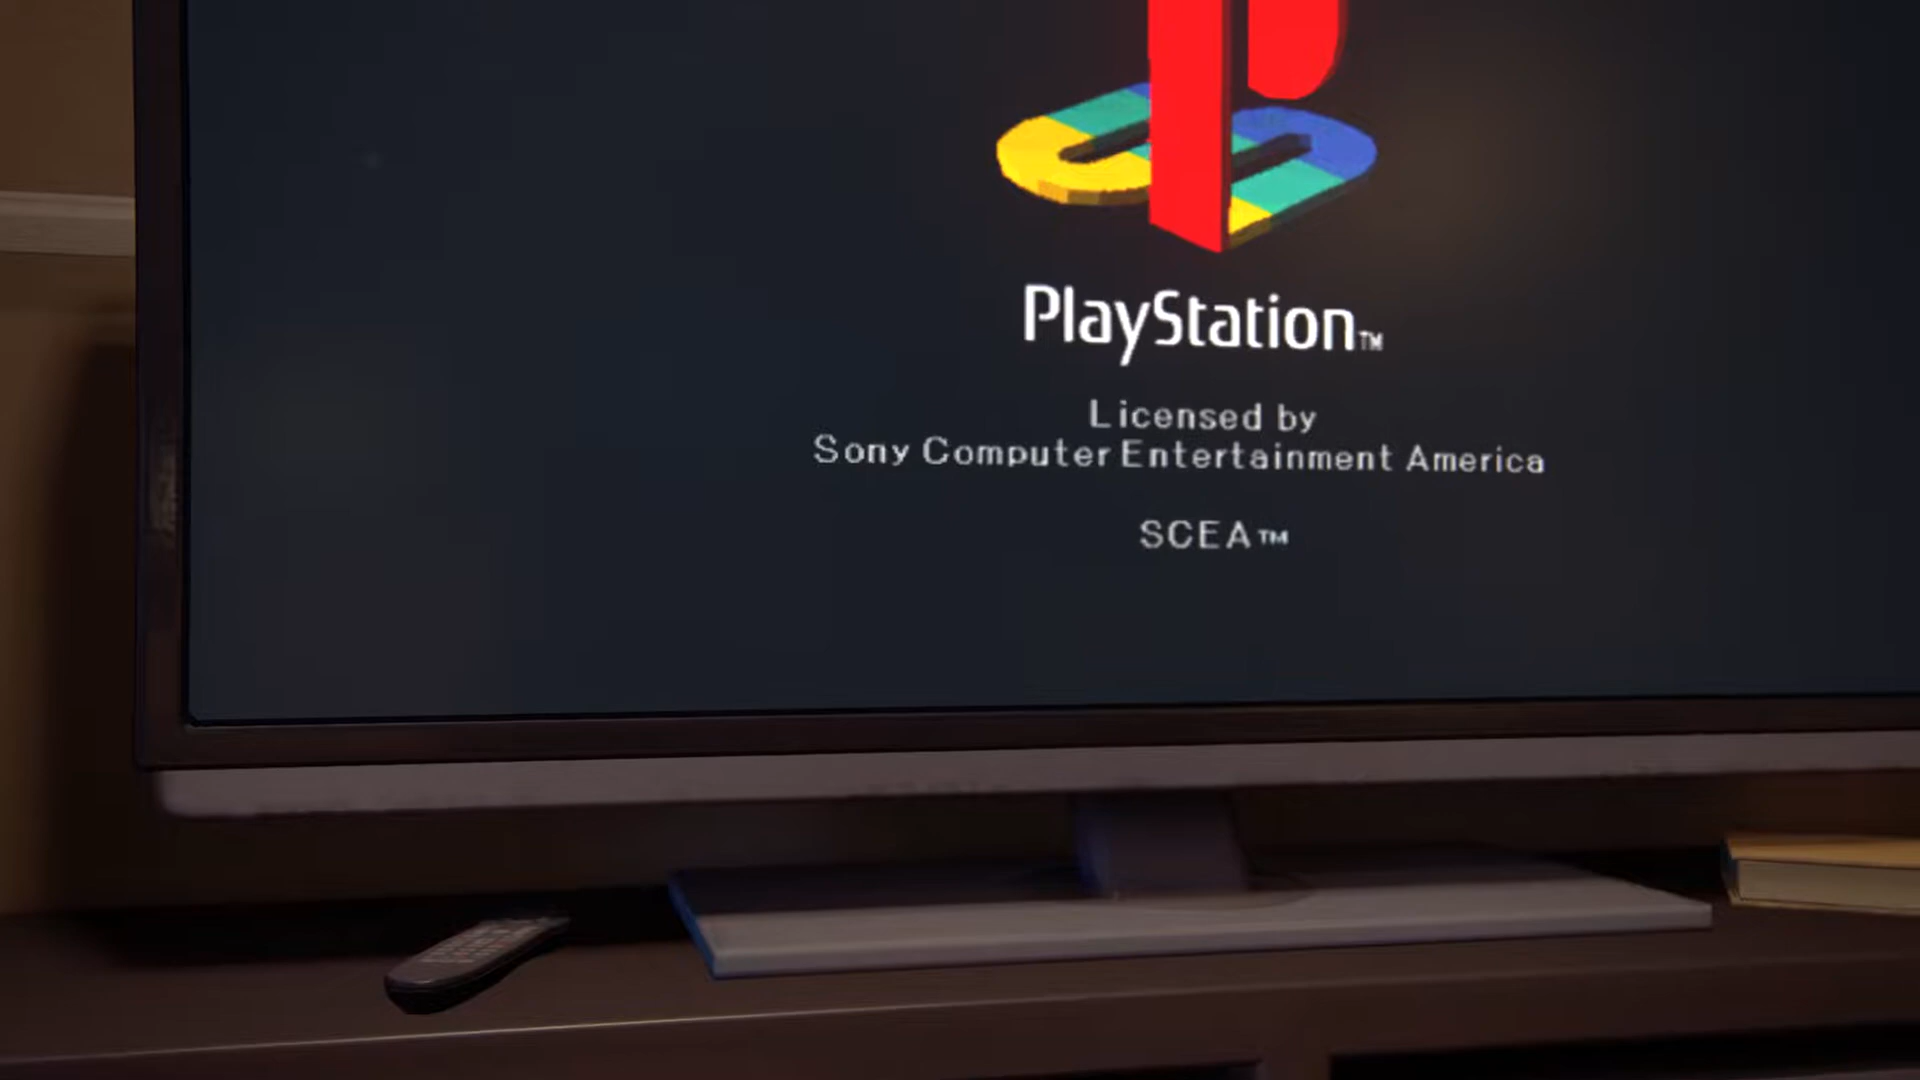 PlayStation™
Licensed by
Sony Computer Entertainment America
SCEA™